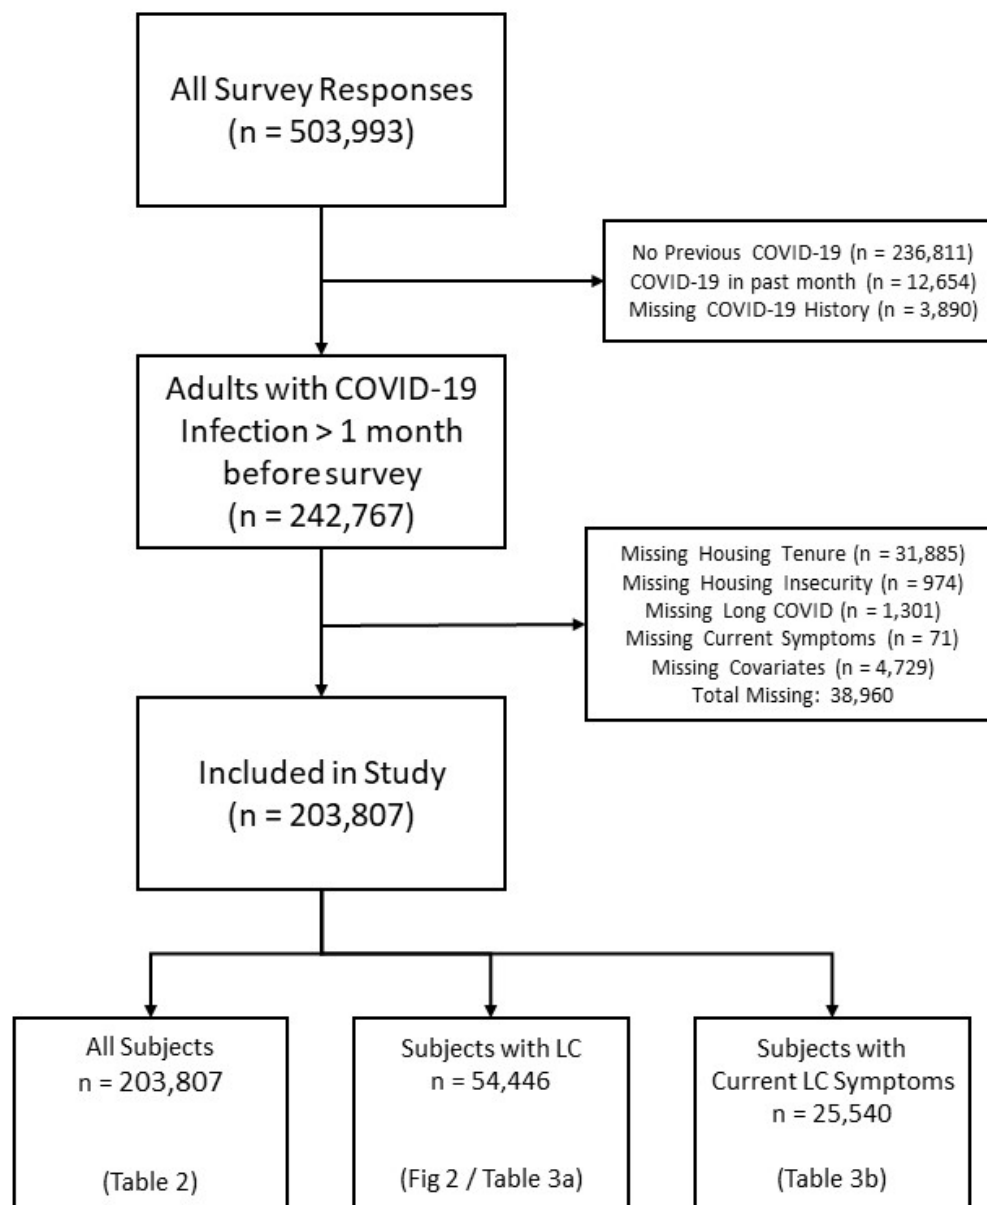 All Survey Responses
(n = 503,993)
No Previous COVID-19 (n = 236,811)
COVID-19 in past month (n = 12,654)
Missing COVID-19 History (n = 3,890)
Adults with COVID-19
Infection > 1 month
before survey
(n = 242,767)
Missing Housing Tenure (n = 31,885)
Missing Housing Insecurity (n = 974)
Missing Long COVID (n = 1,301)
Missing Current Symptoms (n = 71)
Missing Covariates (n = 4,729)
Total Missing: 38,960
Included in Study
(n = 203,807)
All Subjects
n = 203,807
(Table 2)
Subjects with LC
n = 54,446
(Fig 2 / Table 3a)
Subjects with
Current LC Symptoms
n = 25,540
(Table 3b)